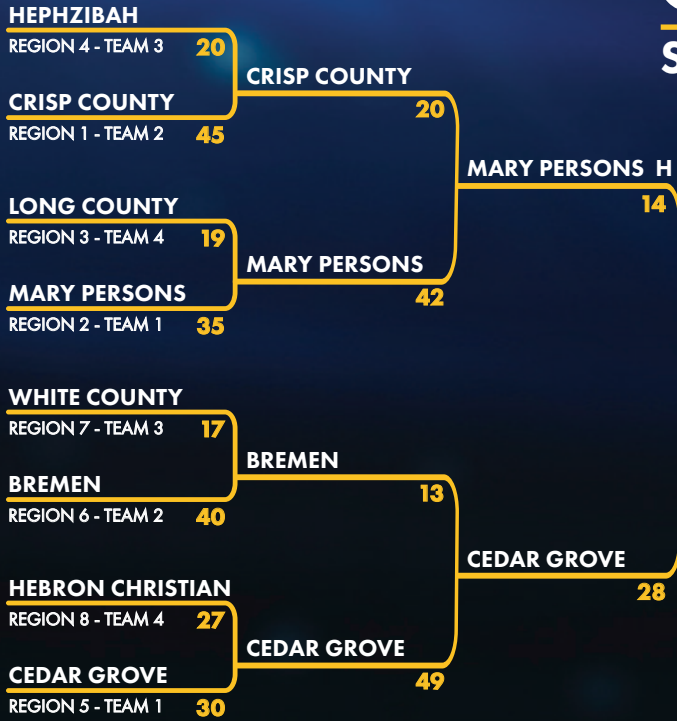 HEPHZIBAH
REGION 4 - TEAM 3 20
CRISP COUNTY
REGION 1 - TEAM 2 45
CRISP COUNTY
20
LONG COUNTY
REGION 3 - TEAM 4 19
MARY PERSONS
REGION 2 - TEAM 1 35
MARY PERSONS
42
MARY PERSONS H
14
WHITE COUNTY
REGION 7 - TEAM 3 17
BREMEN
REGION 6 - TEAM 2 40
BREMEN
13
HEBRON CHRISTIAN
REGION 8 - TEAM 4 27
CEDAR GROVE
REGION 5 - TEAM 1 30
CEDAR GROVE
49
CEDAR GROVE
28